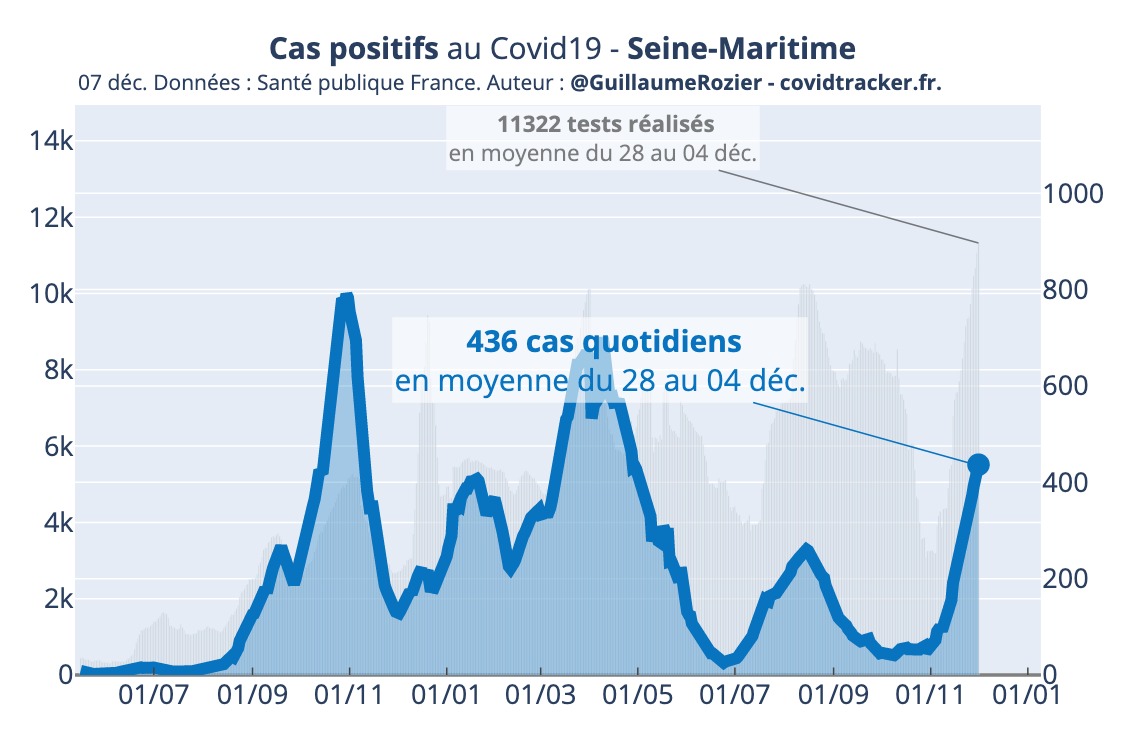 Cas positifs au Covid19 - Seine-Maritime
07 déc. Données : Santé publique France. Auteur : @GuillaumeRozier - covidtracker.fr.
11322 tests réalisés
en moyenne du 28 au 04 déc.
436 cas quotidiens
en moyenne du 28 au 04 déc.
14k
12k
10k
8k
6k
4k
2k
0
1000
800
600
400
200
0
01/07 01/09 01/11 01/01 01/03 01/05 01/07 01/09 01/11 01/01